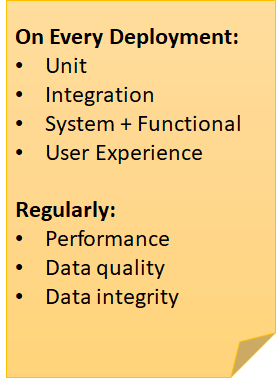 On Every Deployment:
• Unit
• Integration
• System + Functional
• User Experience
Regularly:
• Performance
• Data quality
• Data integrity